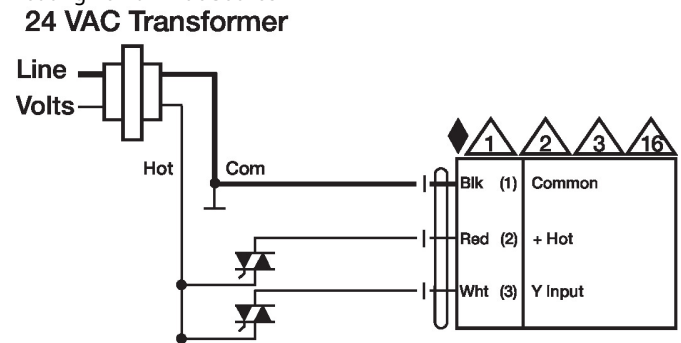 24 VAC Transformer
Line
Volts
Hot
Com
1 2 3 16
Blk (1) Common
Red (2) + Hot
Wht (3) Y Input